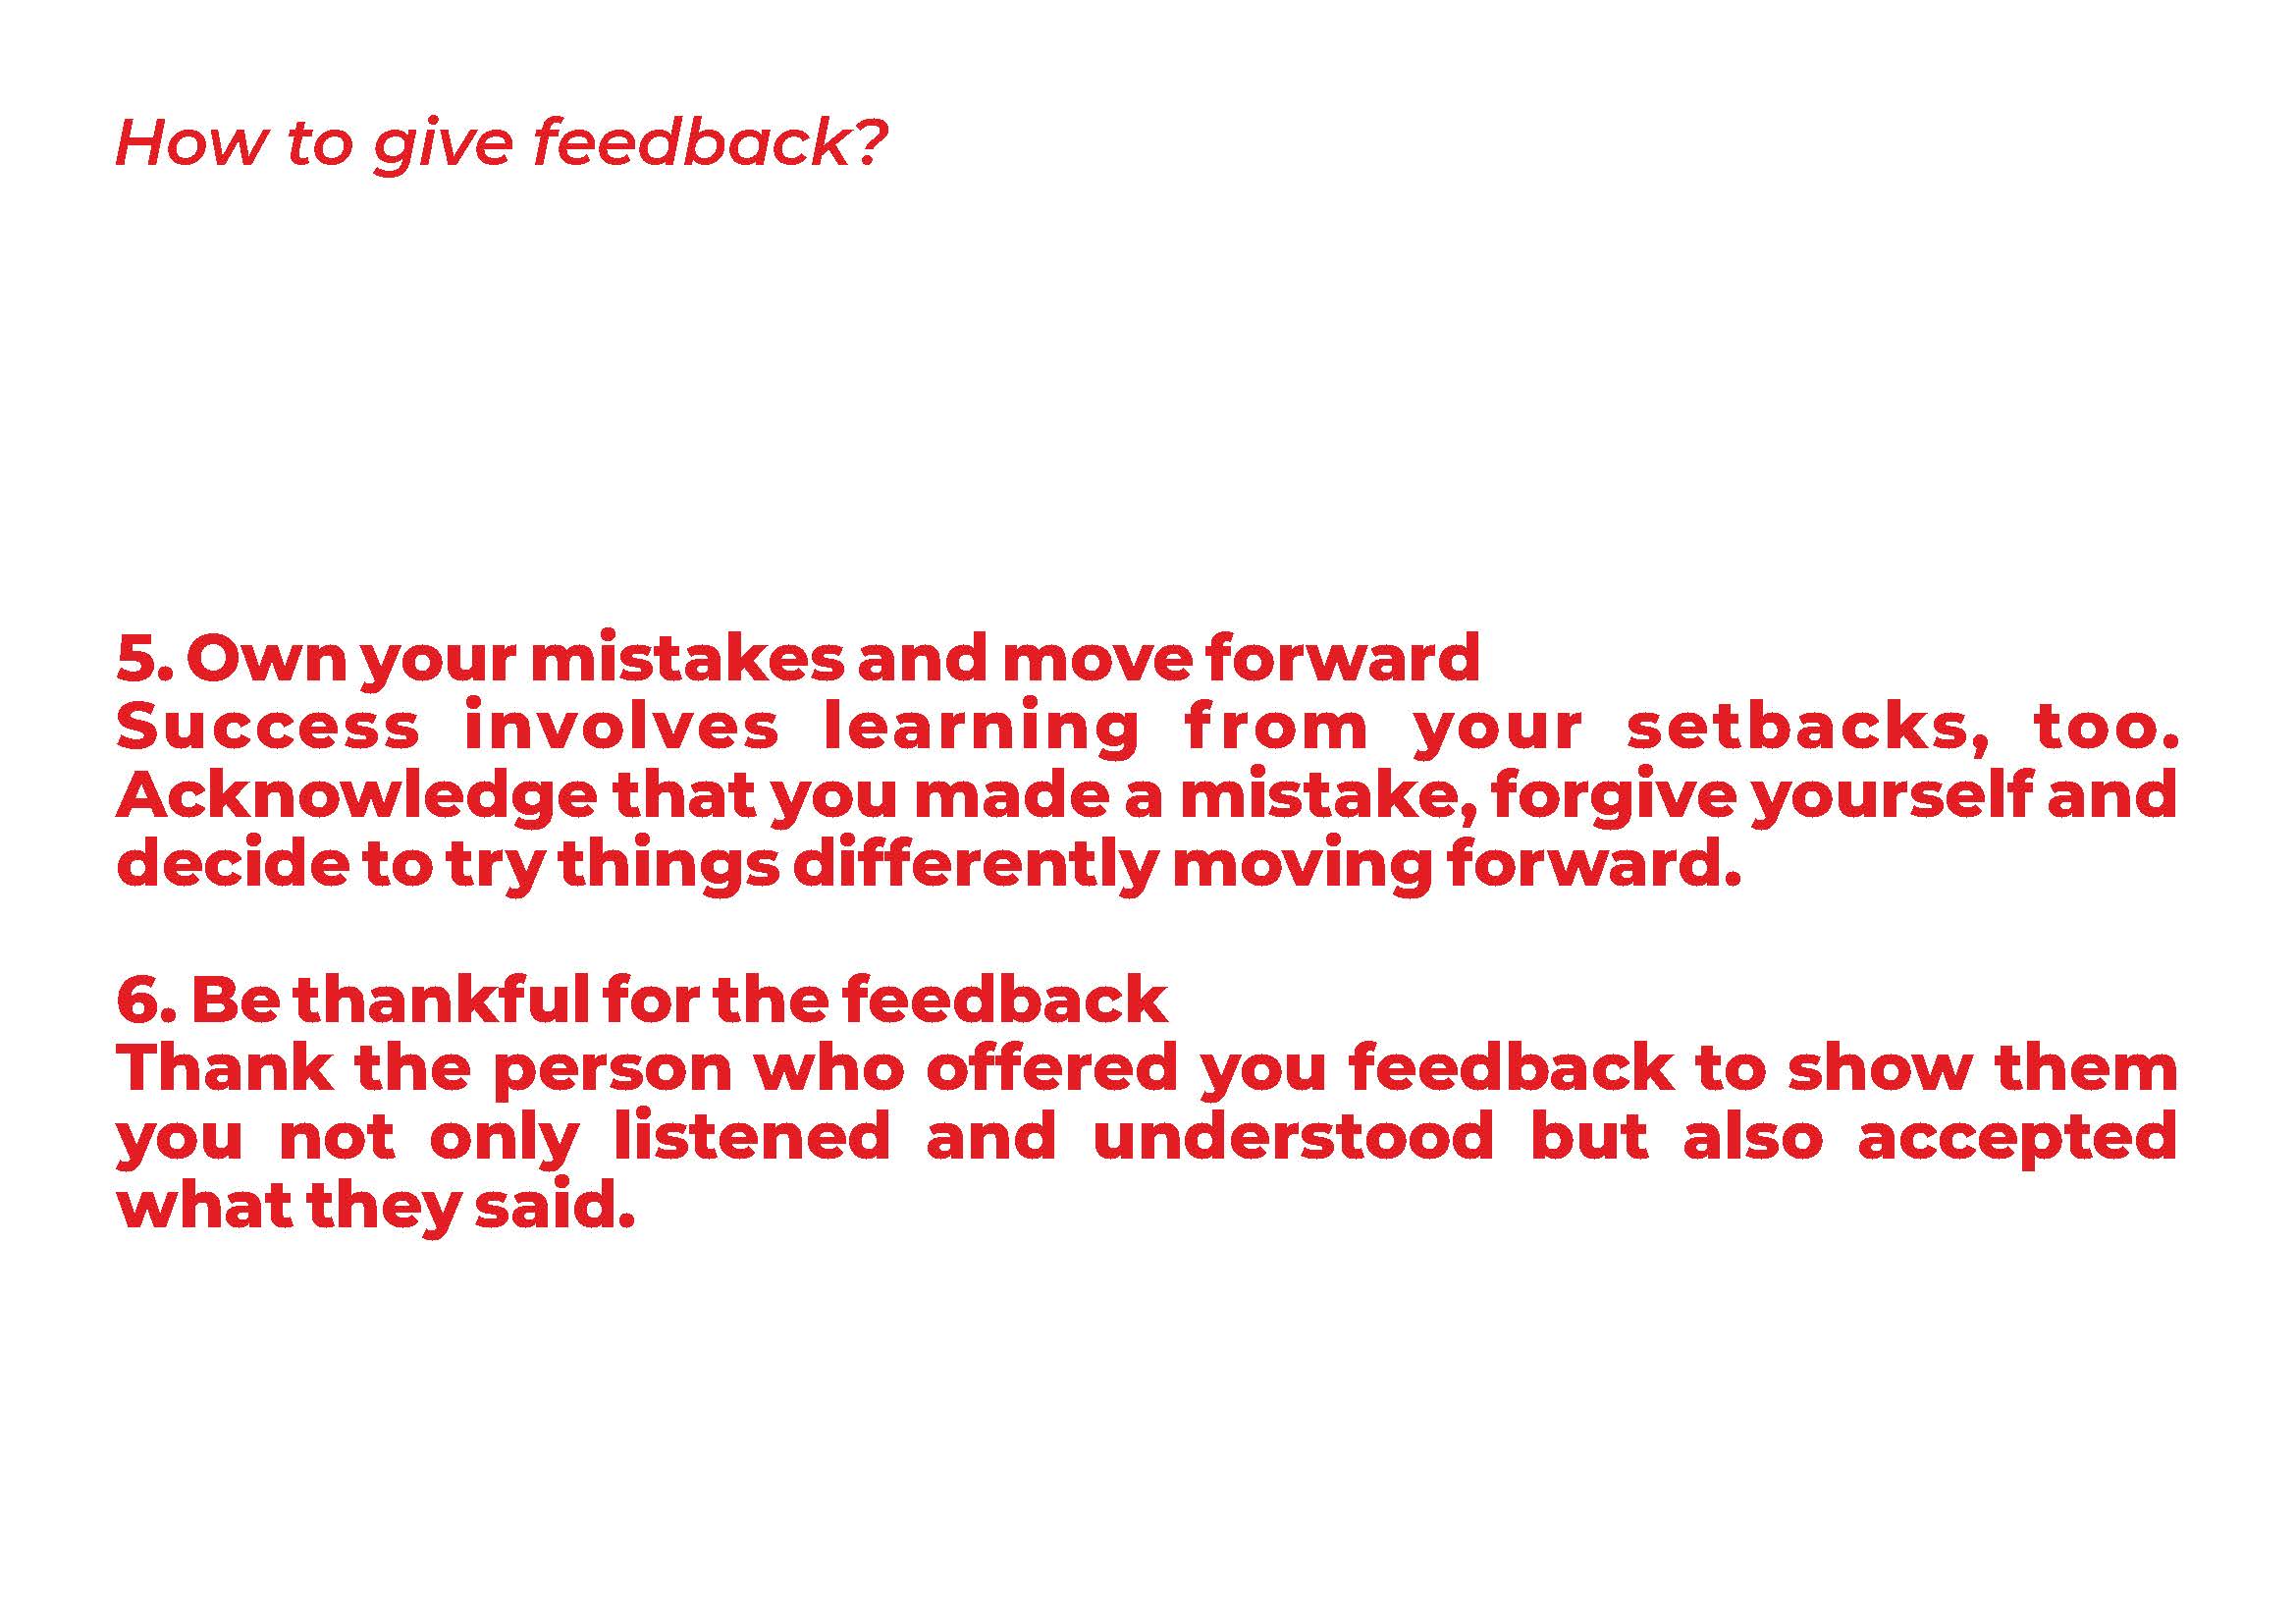 How to give feedback?
5. Own your mistakes and move forward
Success involves learning from your setbacks, too.
Acknowledge that you made a mistake, forgive yourself and
decide to try things differently moving forward.
6. Be thankful for the feedback
Thank the person who offered you feedback to show them
you not only listened and understood but also accepted
what they said.